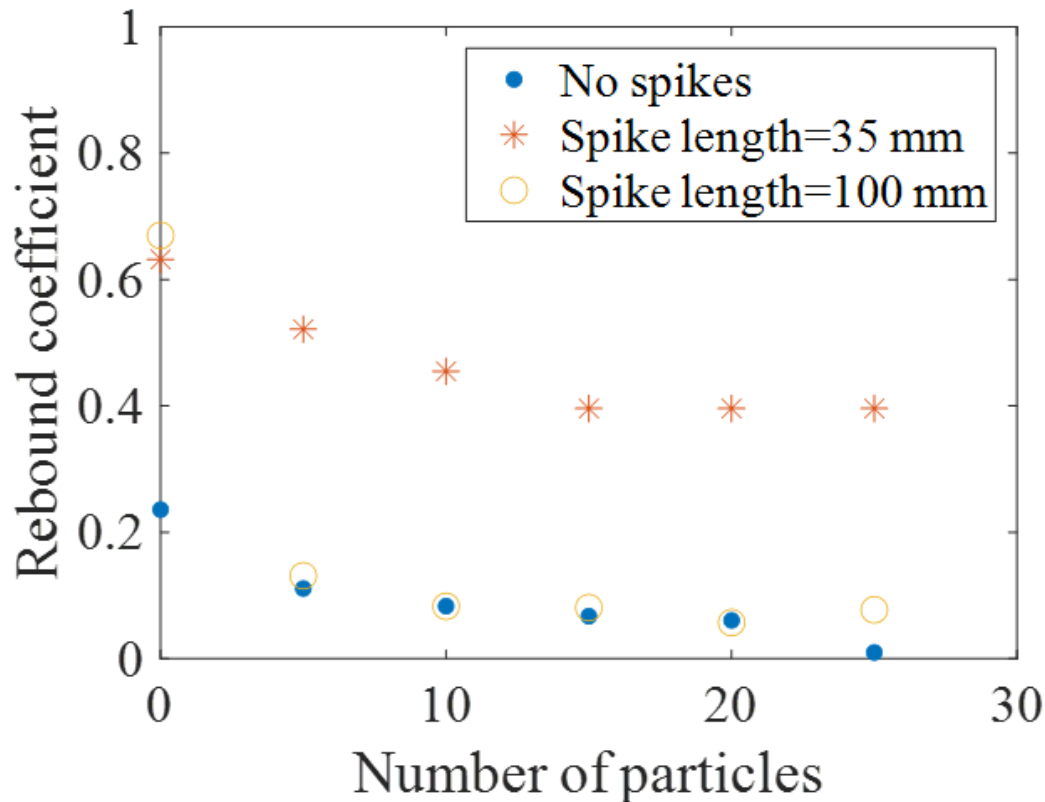 1
0.8
0.6
0.4
0.2
0
Rebound coefficient
No spikes
Spike length=35 mm
Spike length=100 mm
0
10
20
30
Number of particles